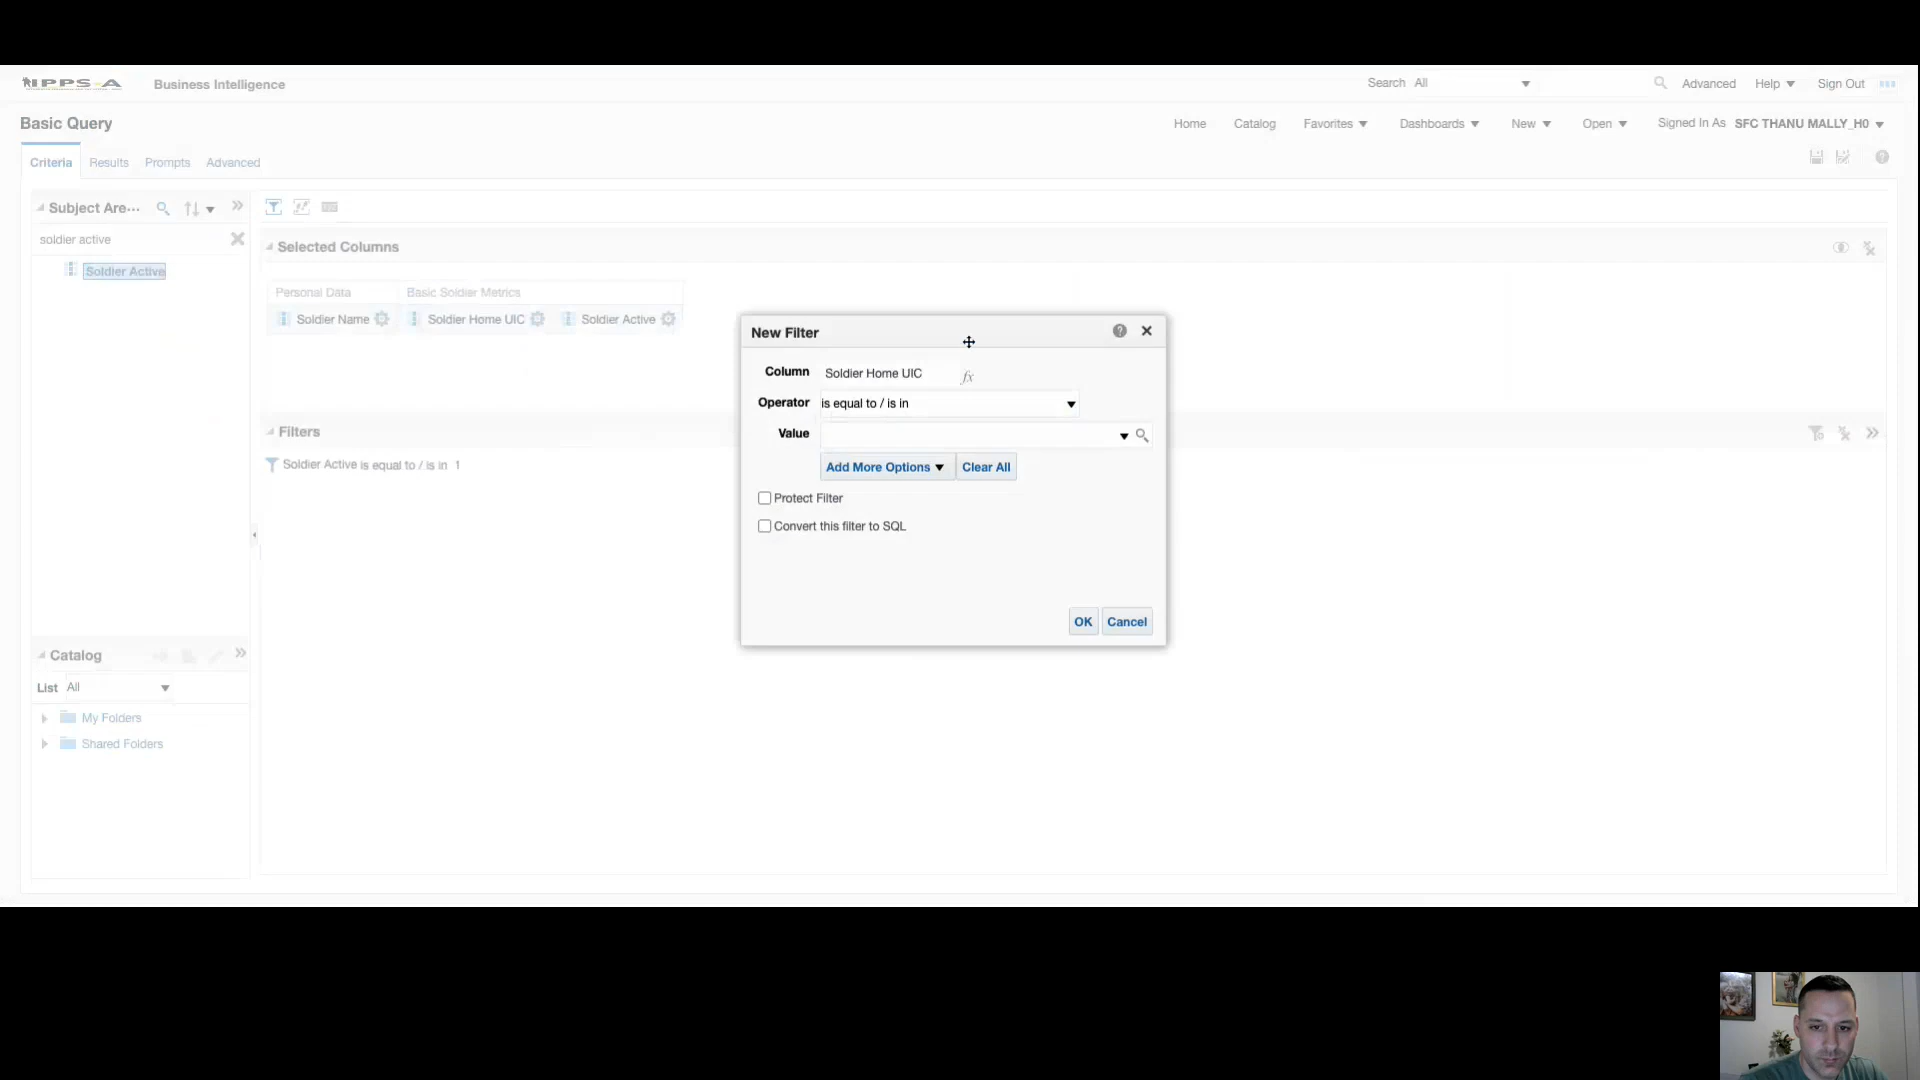 IPPS-A
Business Intelligence
Search All
Advanced
Help
Sign Out
Basic Query
Home
Catalog
Favorites
Dashboards
New
Open
Signed In As SFC THANU MALLY_H0
Criteria
Results
Prompts
Advanced
Subject Are...
soldier active
Soldier Active
Selected Columns
Personal Data
Basic Soldier Metrics
Soldier Name
Soldier Home UIC
Soldier Active
Filters
Soldier Active is equal to / is in 1
New Filter
Column Soldier Home UIC fx
Operator is equal to / is in
Value
Add More Options
Clear All
Protect Filter
Convert this filter to SQL
OK
Cancel
Catalog
List All
My Folders
Shared Folders